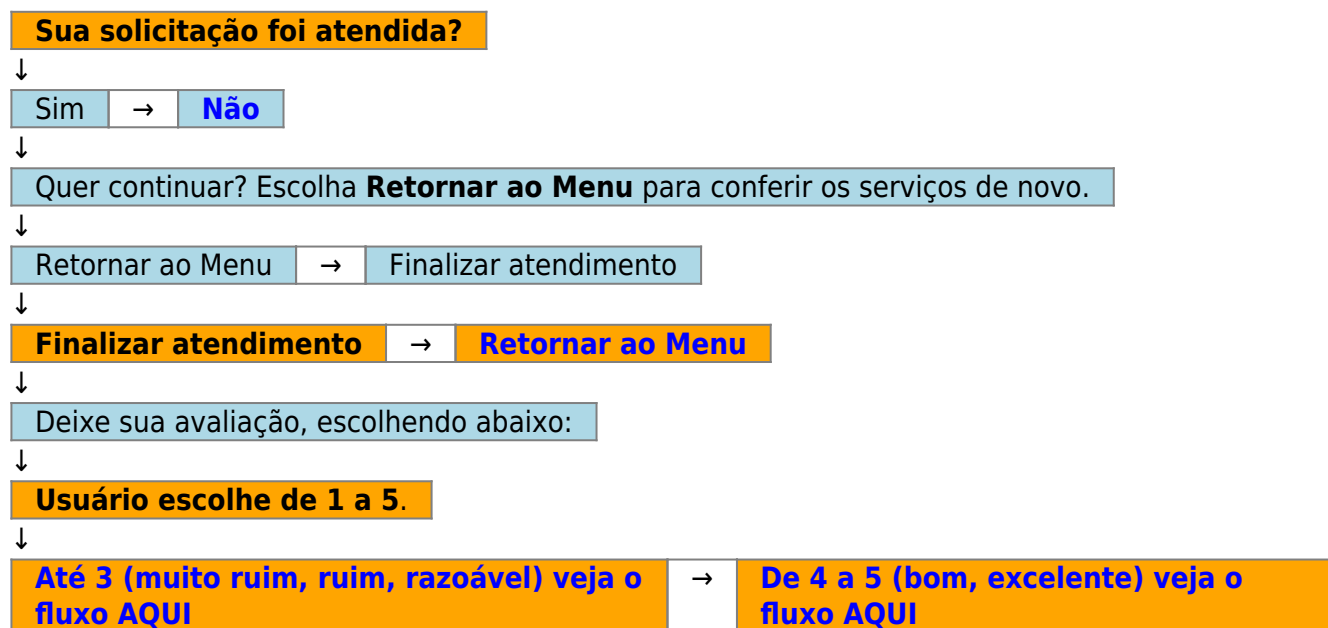 Sua solicitação foi atendida?
↓
Sim → Não
↓
Quer continuar? Escolha Retornar ao Menu para conferir os serviços de novo.
↓
Retornar ao Menu → Finalizar atendimento
↓
Finalizar atendimento → Retornar ao Menu
↓
Deixe sua avaliação, escolhendo abaixo:
↓
Usuário escolhe de 1 a 5.
↓
Até 3 (muito ruim, ruim, razoável) veja o
fluxo AQUI
→
De 4 a 5 (bom, excelente) veja o
fluxo AQUI